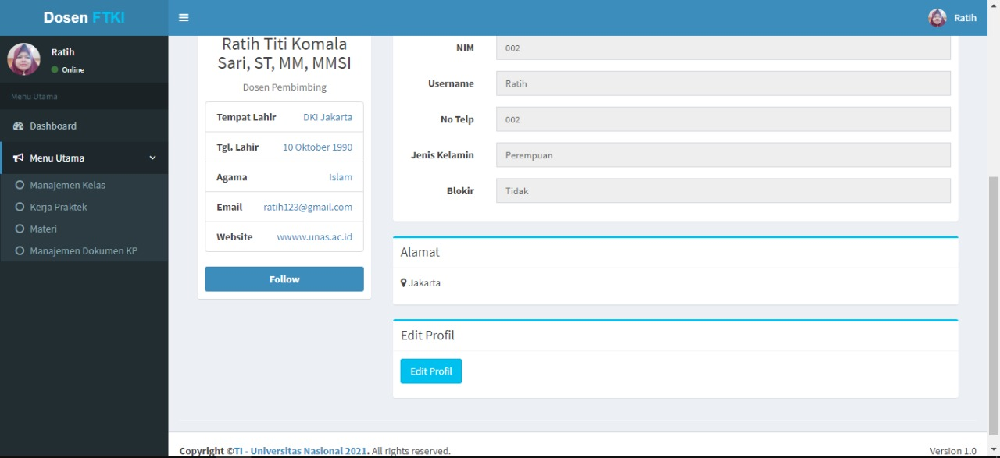 Dosen FTKI
Ratih
Ratih
Online
Menu Utama
Dashboard
Menu Utama
Manajemen Kelas
Kerja Praktek
Materi
Manajemen Dokumen KP
Ratih Titi Komala
Sari, ST, MM, MMSI
Dosen Pembimbing
Tempat Lahir DKI Jakarta
Tgl. Lahir 10 Oktober 1990
Agama Islam
Email ratih123@gmail.com
Website wwww.unas.ac.id
Follow
NIM 002
Username Ratih
No Telp 002
Jenis Kelamin Perempuan
Blokir Tidak
Alamat
Jakarta
Edit Profil
Edit Profil
Copyright ©TI - Universitas Nasional 2021. All rights reserved.
Version 1.0